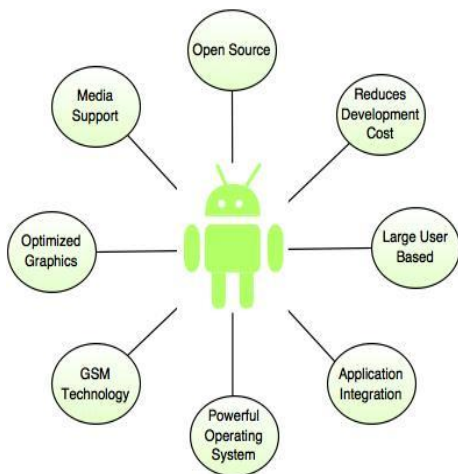 Open Source
Reduces
Development
Cost
Large User
Based
Application
Integration
Powerful
Operating
System
GSM
Technology
Optimized
Graphics
Media
Support